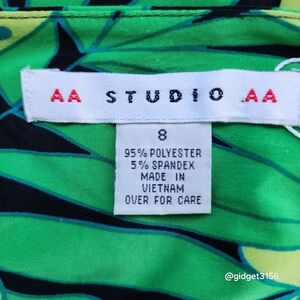 AA STUDIO AA
8
95% POLYESTER
5% SPANDEX
MADE IN
VIETNAM
OVER FOR CARE
@gidget3156